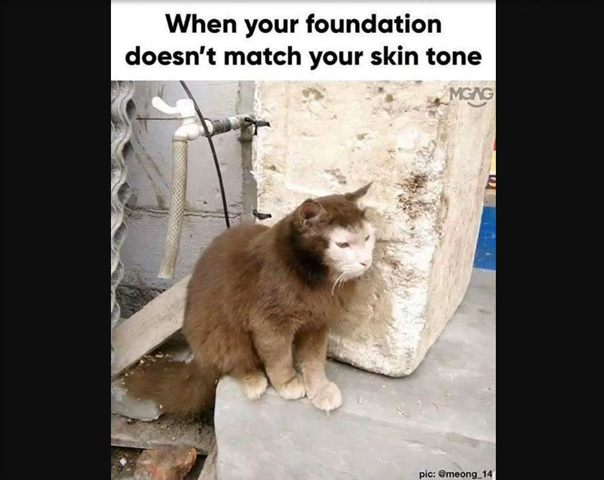 When your foundation
doesn't match your skin tone
MGAG
pic: @meong_14